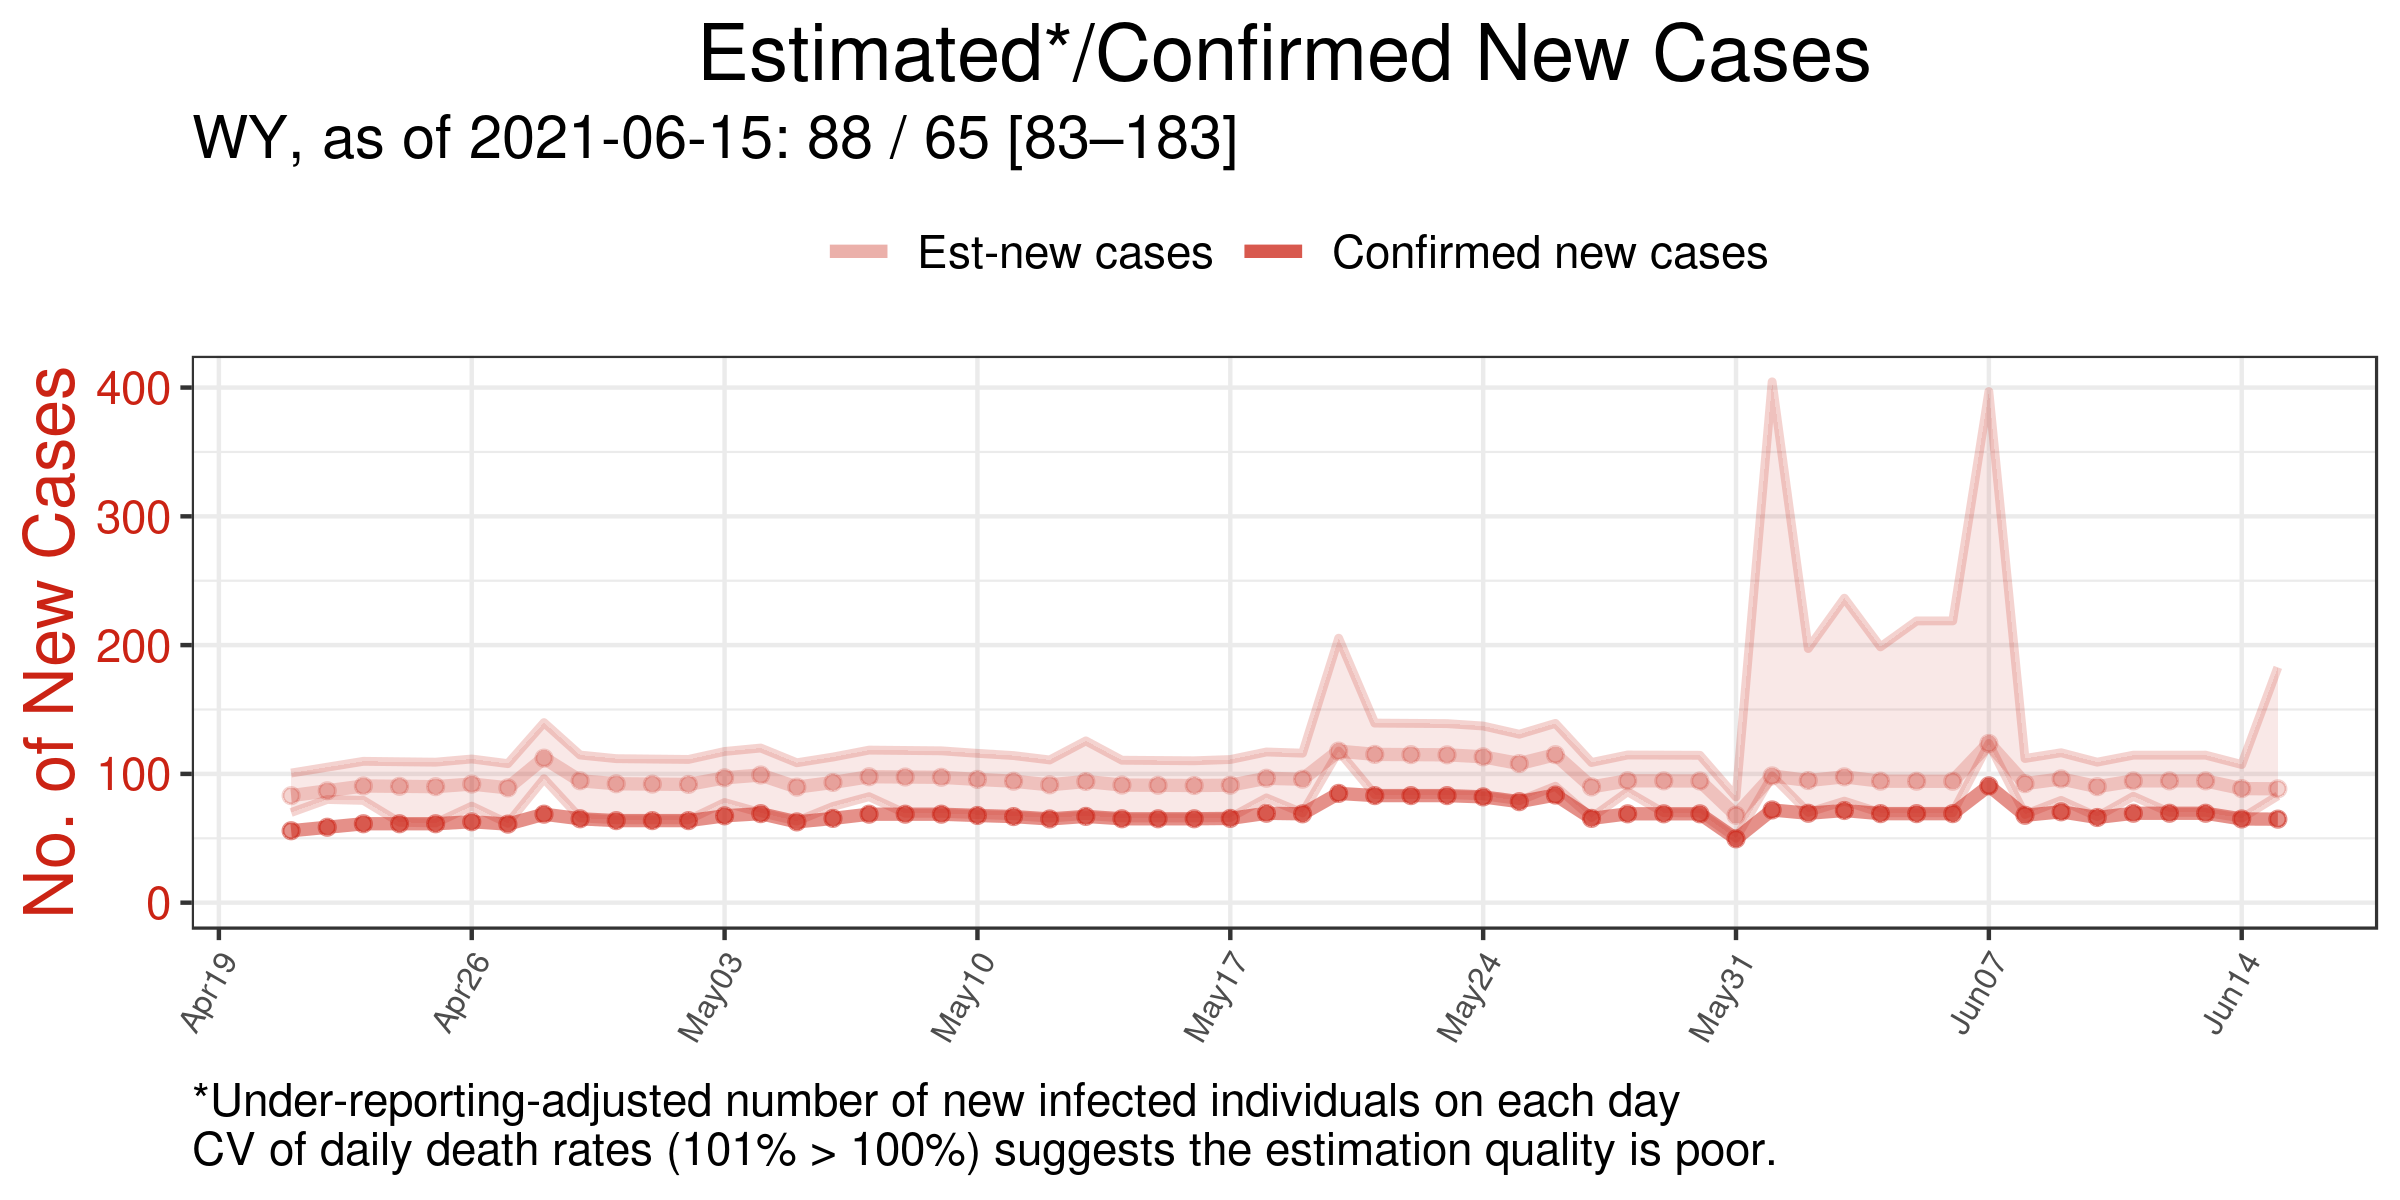 Estimated*/Confirmed New Cases
WY, as of 2021-06-15: 88 / 65 [83–183]
Est-new cases
Confirmed new cases
No. of New Cases
400
300
200
100
0
Apr19
Apr26
May03
May10
May17
May24
May31
Jun07
Jun14
*Under-reporting-adjusted number of new infected individuals on each day
CV of daily death rates (101% > 100%) suggests the estimation quality is poor.